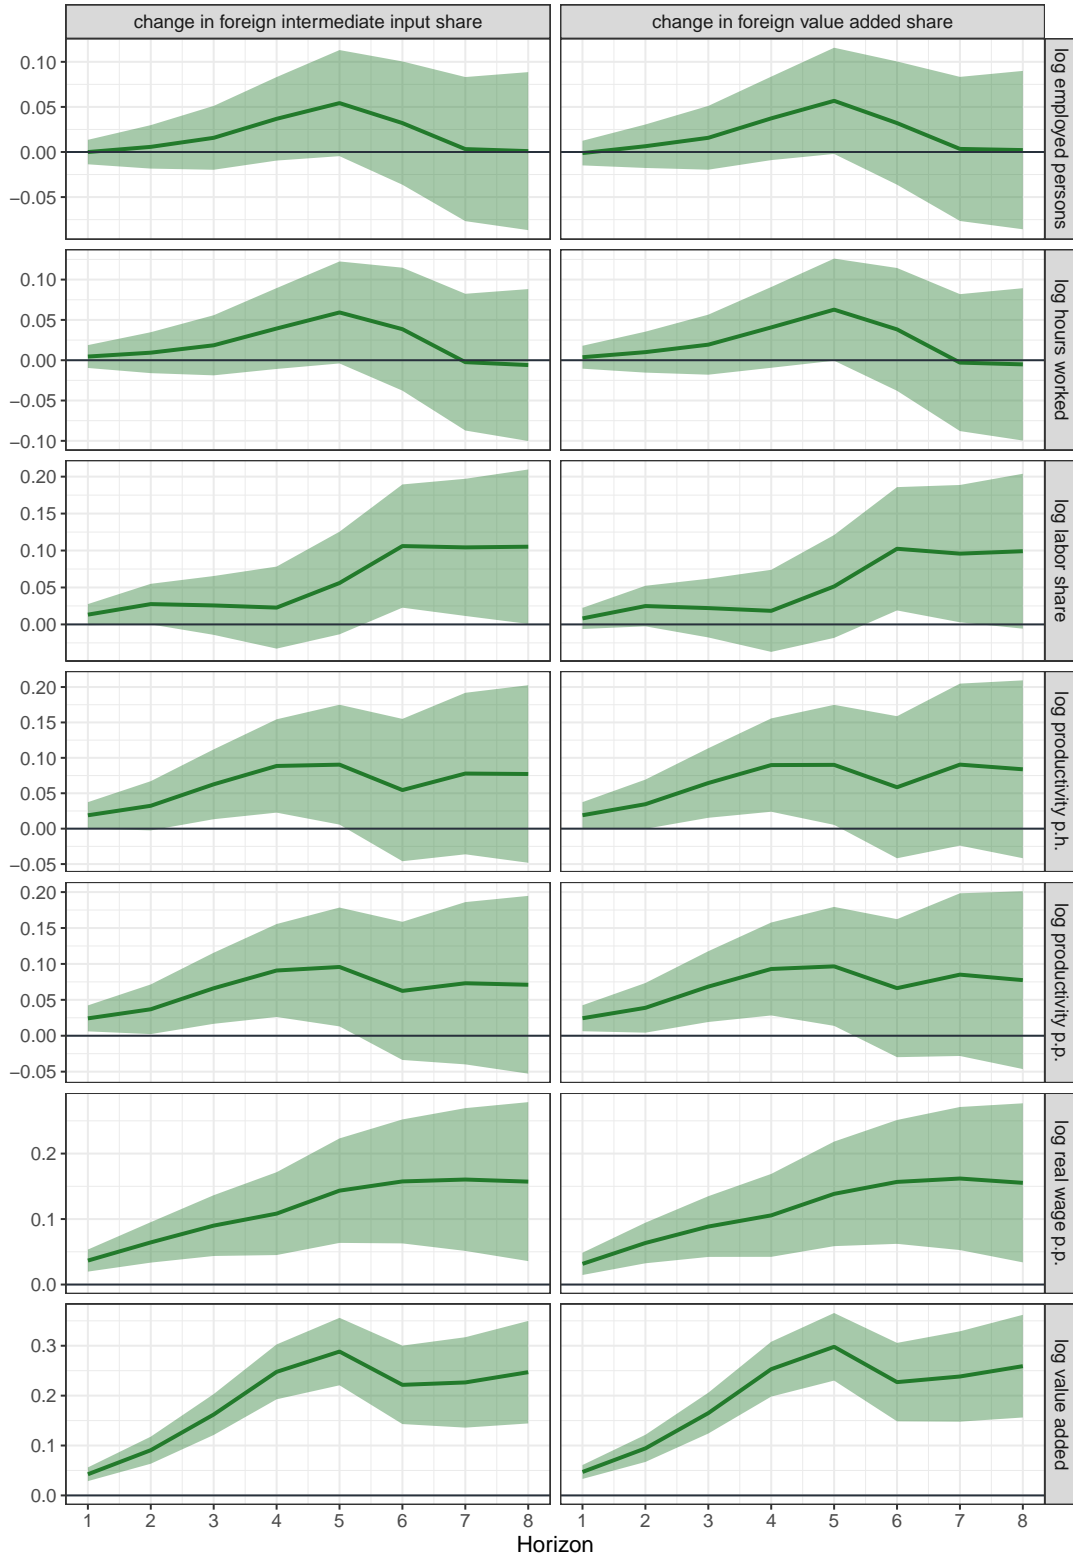 change in foreign intermediate input share
change in foreign value added share
0.10
0.05
0.00
−0.05
log employed persons
0.10
0.05
0.00
−0.05
−0.10
log hours worked
0.20
0.15
0.10
0.05
0.00
log labor share
0.20
0.15
0.10
0.05
0.00
−0.05
log productivity p.h.
0.20
0.15
0.10
0.05
0.00
−0.05
log productivity p.p.
0.2
0.1
0.0
log real wage p.p.
0.3
0.2
0.1
0.0
log value added
1 2 3 4 5 6 7 8
1 2 3 4 5 6 7 8
Horizon